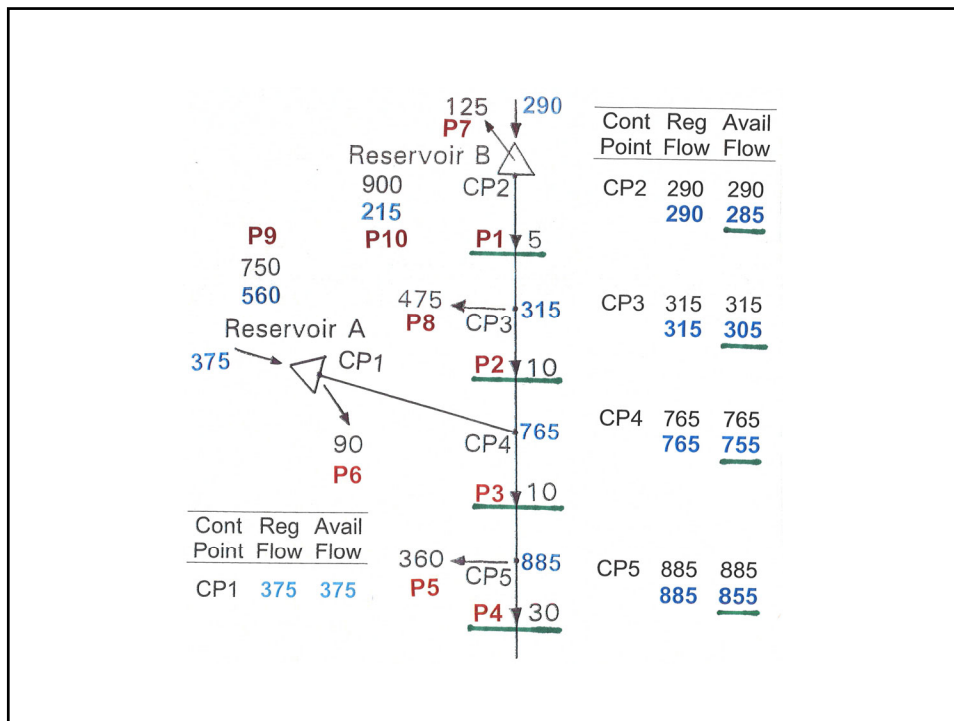 125
290
P7
Reservoir B
CP2
900
215
P10
P1 5
P9
750
560
Reservoir A
375
CP1
475
P8
CP3
315
P2 10
90
P6
CP4
765
P3 10
360
P5
CP5
885
P4 30
Cont Reg Avail
Point Flow Flow
CP2 290 290
290 285
CP3 315 315
315 305
CP4 765 765
765 755
CP5 885 885
885 855
Cont Reg Avail
Point Flow Flow
CP1 375 375